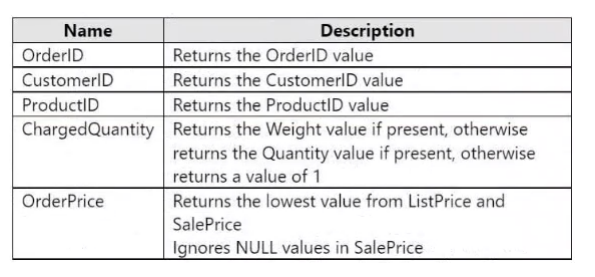 Name Description
OrderID Returns the OrderID value
CustomerID Returns the CustomerID value
ProductID Returns the ProductID value
ChargedQuantity Returns the Weight value if present, otherwise
returns the Quantity value if present, otherwise
returns a value of 1
OrderPrice Returns the lowest value from ListPrice and
SalePrice
Ignores NULL values in SalePrice